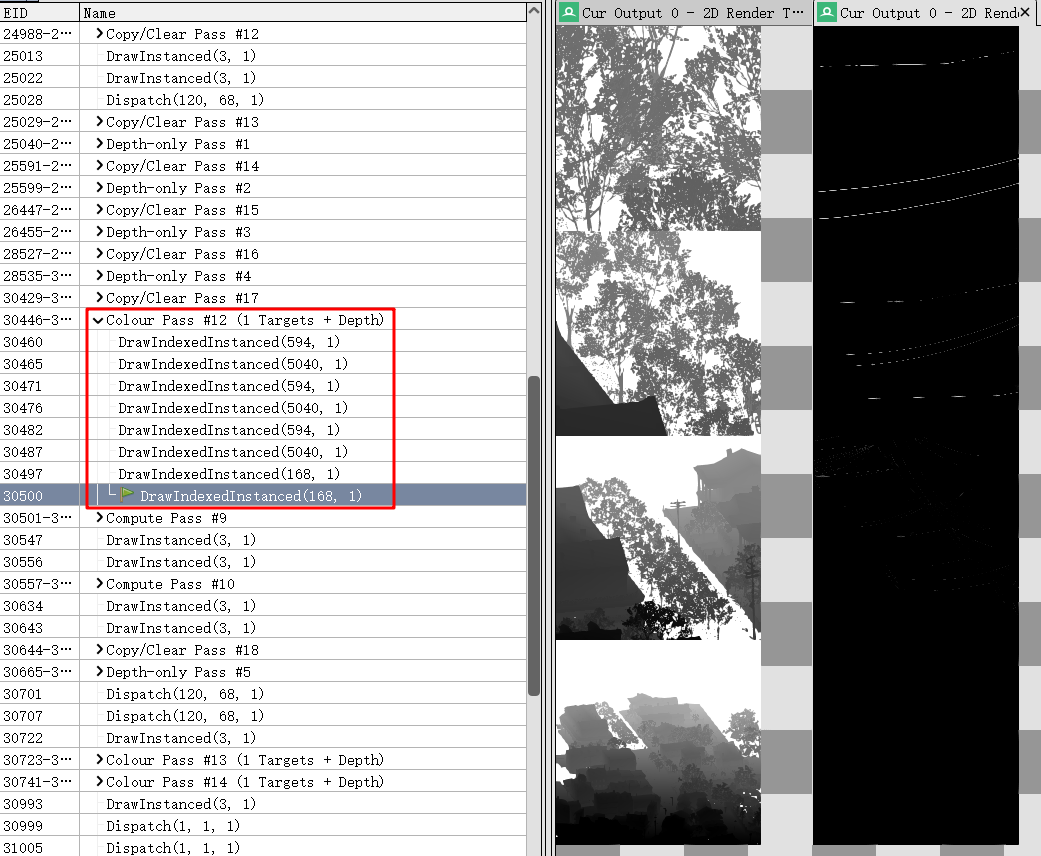 EID Name
24988-2··· Copy/Clear Pass #12
25013 DrawInstanced(3, 1)
25022 DrawInstanced(3, 1)
25028 Dispatch(120, 68, 1)
25029-2··· Copy/Clear Pass #13
25040-2··· Depth-only Pass #1
25591-2··· Copy/Clear Pass #14
25599-2··· Depth-only Pass #2
26447-2··· Copy/Clear Pass #15
26455-2··· Depth-only Pass #3
28527-2··· Copy/Clear Pass #16
28535-3··· Depth-only Pass #4
30429-3··· Copy/Clear Pass #17
30446-3··· Colour Pass #12 (1 Targets + Depth)
30460 DrawIndexedInstanced(594, 1)
30465 DrawIndexedInstanced(5040, 1)
30471 DrawIndexedInstanced(594, 1)
30476 DrawIndexedInstanced(5040, 1)
30482 DrawIndexedInstanced(594, 1)
30487 DrawIndexedInstanced(5040, 1)
30497 DrawIndexedInstanced(168, 1)
30500 DrawIndexedInstanced(168, 1)
30501-3··· Compute Pass #9
30547 DrawInstanced(3, 1)
30556 DrawInstanced(3, 1)
30557-3··· Compute Pass #10
30634 DrawInstanced(3, 1)
30643 DrawInstanced(3, 1)
30644-3··· Copy/Clear Pass #18
30665-3··· Depth-only Pass #5
30701 Dispatch(120, 68, 1)
30707 Dispatch(120, 68, 1)
30722 DrawInstanced(3, 1)
30723-3··· Colour Pass #13 (1 Targets + Depth)
30741-3··· Colour Pass #14 (1 Targets + Depth)
30993 DrawInstanced(3, 1)
30999 Dispatch(1, 1, 1)
31005 Dispatch(1, 1, 1)
Cur Output 0 - 2D Render T···
Cur Output 0 - 2D Rend